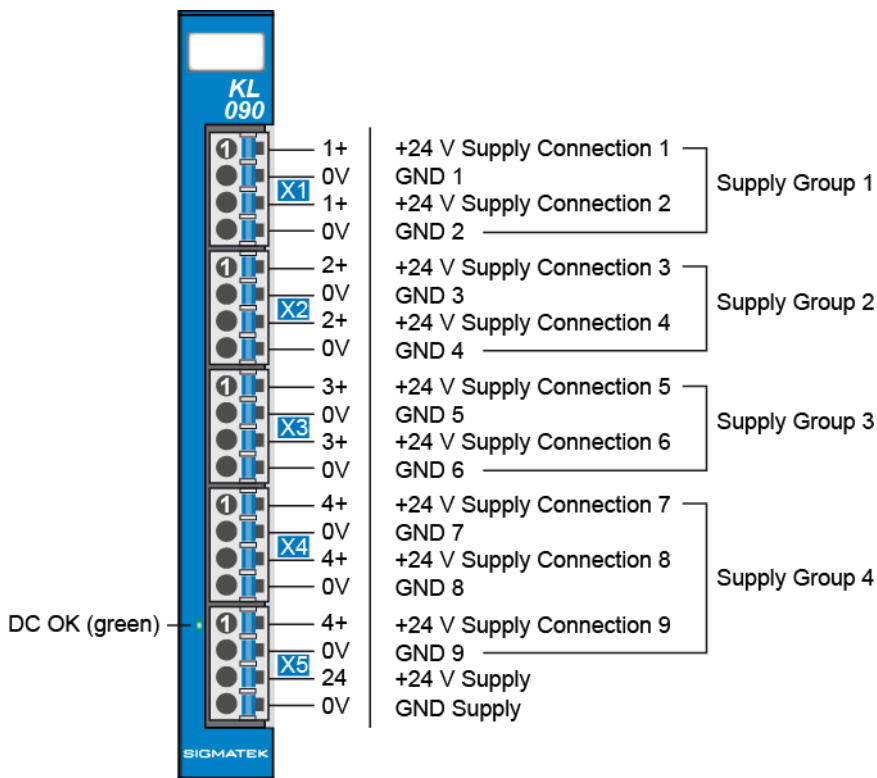 KL
090
1 1+ +24 V Supply Connection 1
0V GND 1
X1 Supply Group 1
1+ +24 V Supply Connection 2
0V GND 2
1 2+ +24 V Supply Connection 3
0V GND 3
X2 Supply Group 2
2+ +24 V Supply Connection 4
0V GND 4
1 3+ +24 V Supply Connection 5
0V GND 5
X3 Supply Group 3
3+ +24 V Supply Connection 6
0V GND 6
1 4+ +24 V Supply Connection 7
0V GND 7
X4
4+ +24 V Supply Connection 8
0V GND 8 Supply Group 4
DC OK (green) 1 4+ +24 V Supply Connection 9
0V GND 9
X5
24 +24 V Supply
0V GND Supply
SIGMATEK